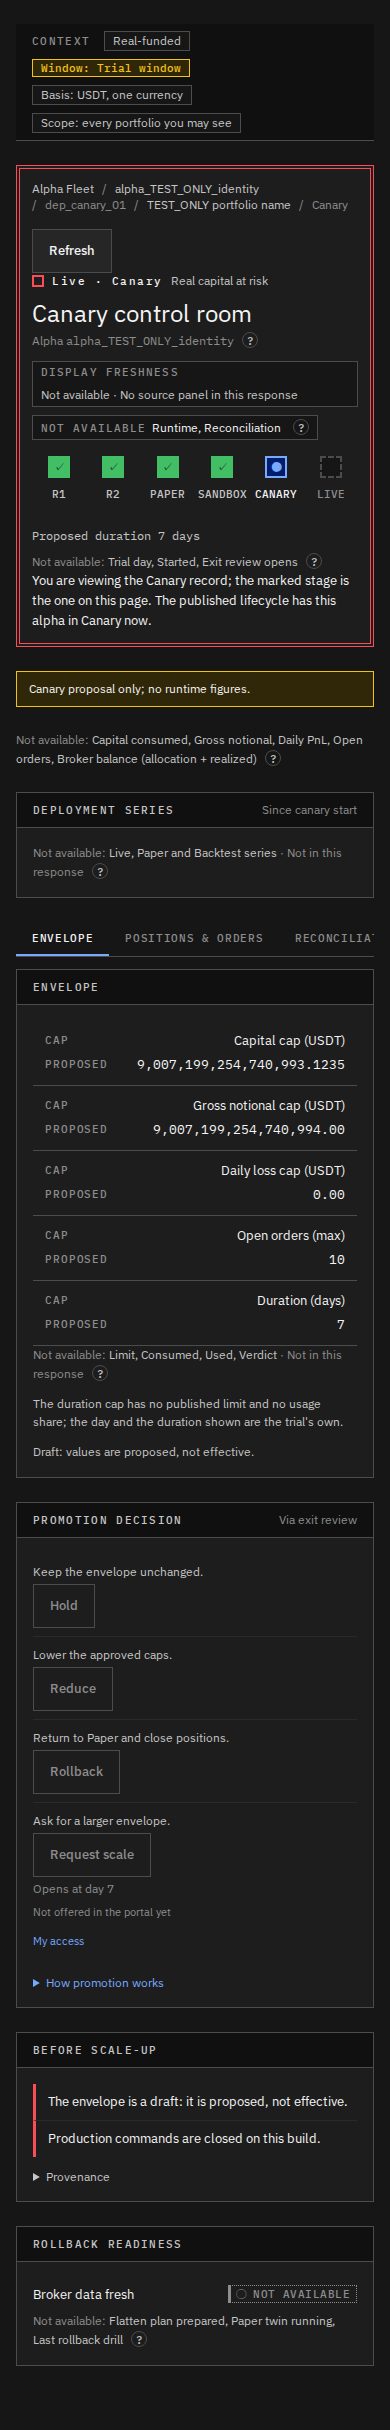 CONTEXT Real-funded
Window: Trial window
Basis: USDT, one currency
Scope: every portfolio you may see
Alpha Fleet / alpha_TEST_ONLY_identity
/ dep_canary_01 / TEST_ONLY portfolio name / Canary
Refresh
Live · Canary Real capital at risk
Canary control room
Alpha alpha_TEST_ONLY_identity ?
DISPLAY FRESHNESS
Not available · No source panel in this response
NOT AVAILABLE Runtime, Reconciliation ?
✓ ✓ ✓ ✓
R1 R2 PAPER SANDBOX CANARY LIVE
Proposed duration 7 days
Not available: Trial day, Started, Exit review opens ?
You are viewing the Canary record; the marked stage is
the one on this page. The published lifecycle has this
alpha in Canary now.
Canary proposal only; no runtime figures.
Not available: Capital consumed, Gross notional, Daily PnL, Open
orders, Broker balance (allocation + realized) ?
DEPLOYMENT SERIES Since canary start
Not available: Live, Paper and Backtest series · Not in this
response ?
ENVELOPE POSITIONS & ORDERS RECONCILIAT
ENVELOPE
CAP Capital cap (USDT)
PROPOSED 9,007,199,254,740,993.1235
CAP Gross notional cap (USDT)
PROPOSED 9,007,199,254,740,994.00
CAP Daily loss cap (USDT)
PROPOSED 0.00
CAP Open orders (max)
PROPOSED 10
CAP Duration (days)
PROPOSED 7
Not available: Limit, Consumed, Used, Verdict · Not in this
response ?
The duration cap has no published limit and no usage
share; the day and the duration shown are the trial's own.
Draft: values are proposed, not effective.
PROMOTION DECISION Via exit review
Keep the envelope unchanged.
Hold
Lower the approved caps.
Reduce
Return to Paper and close positions.
Rollback
Ask for a larger envelope.
Request scale
Opens at day 7
Not offered in the portal yet
My access
How promotion works
BEFORE SCALE-UP
The envelope is a draft: it is proposed, not effective.
Production commands are closed on this build.
Provenance
ROLLBACK READINESS
Broker data fresh NOT AVAILABLE
Not available: Flatten plan prepared, Paper twin running,
Last rollback drill ?